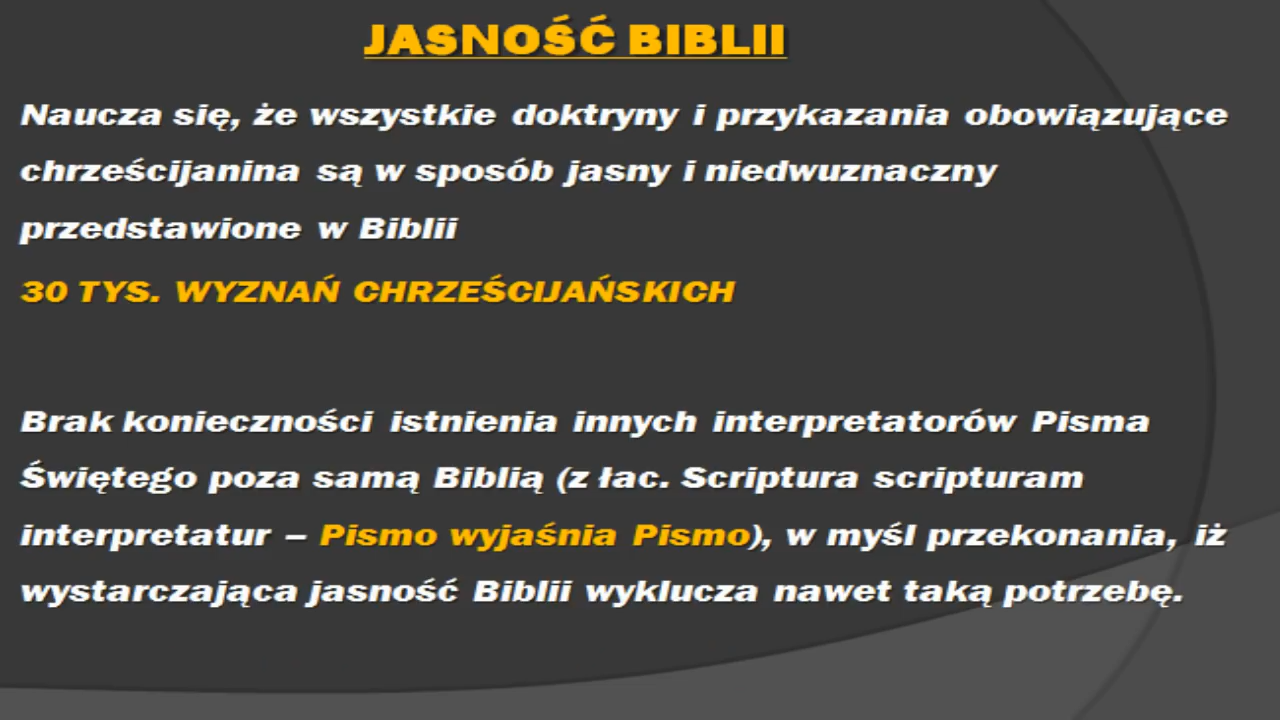 JASNOŚĆ BIBLII
Naucza się, że wszystkie doktryny i przykazania obowiązujące
chrześcijanina są w sposób jasny i niedwuznaczny
przedstawione w Biblii
30 TYS. WYZNAŃ CHRZEŚCIJAŃSKICH
Brak konieczności istnienia innych interpretatorów Pisma
Świętego poza samą Biblią (z łac. Scriptura scripturam
interpretatur – Pismo wyjaśnia Pismo), w myśl przekonania, iż
wystarczająca jasność Biblii wyklucza nawet taką potrzebę.